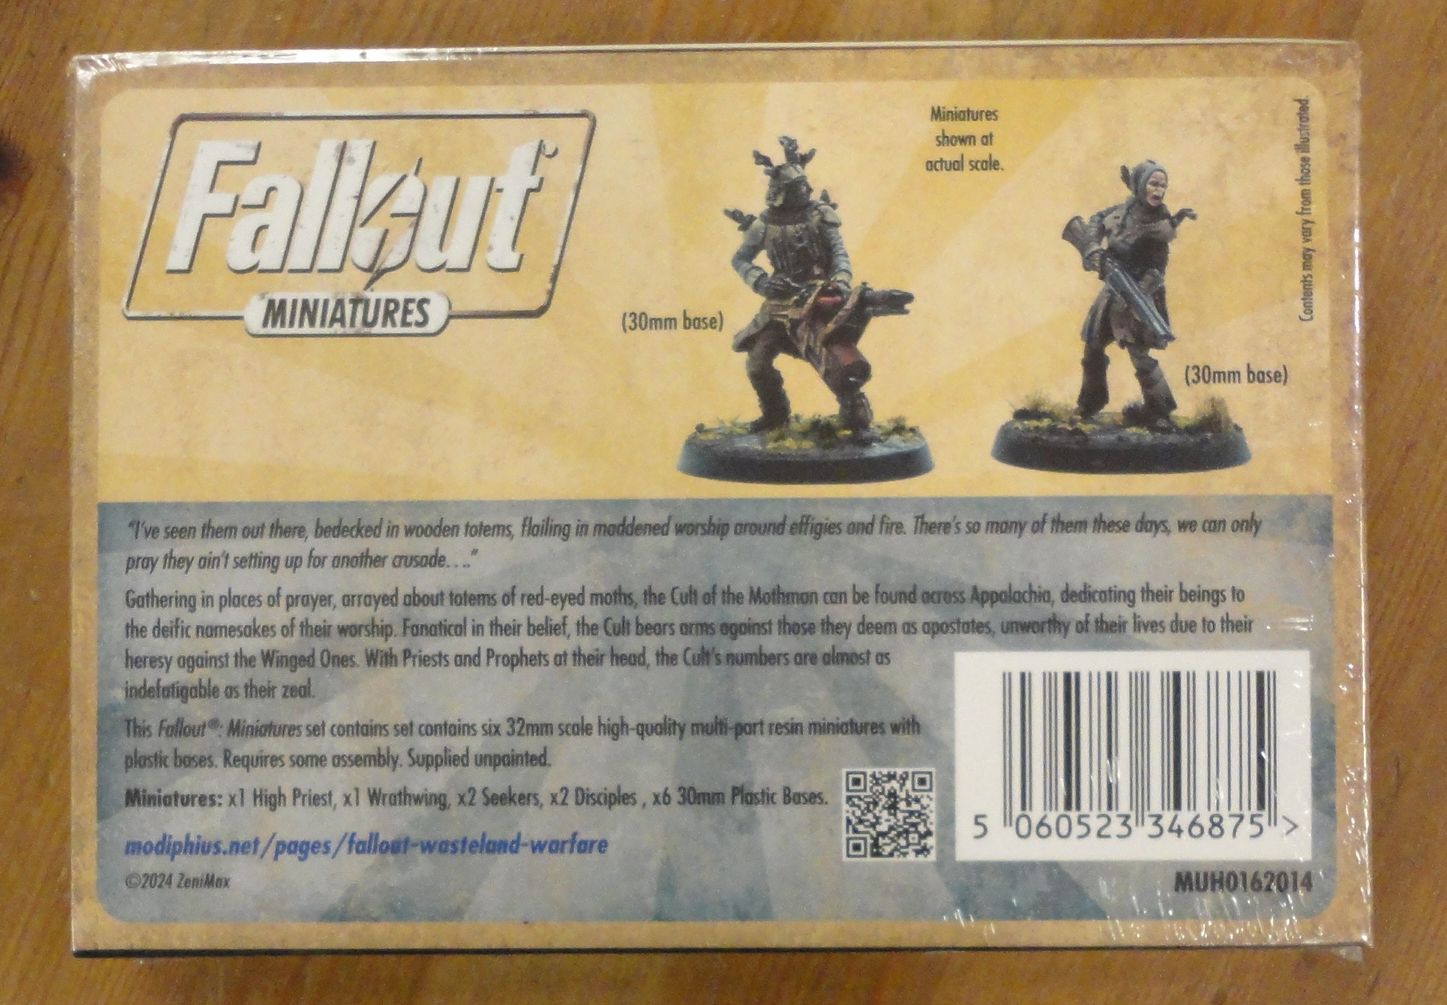 Fallout
MINIATURES
Miniatures
shown at
actual scale.
(30mm base)
(30mm base)
Contents may vary from those illustrated.
"I've seen them out there, bedecked in wooden totems, flailing in maddened worship around effigies and fire. There's so many of them these days, we can only
pray they ain't setting up for another crusade. . ."
Gathering in places of prayer, arrayed about totems of red-eyed moths, the Cult of the Mothman can be found across Appalachia, dedicating their beings to
the deific namesakes of their worship. Fanatical in their belief, the Cult bears arms against those they deem as apostates, unworthy of their lives due to their
heresy against the Winged Ones. With Priests and Prophets at their head, the Cult's numbers are almost as
indefatigable as their zeal.
This Fallout®: Miniatures set contains set contains six 32mm scale high-quality multi-part resin miniatures with
plastic bases. Requires some assembly. Supplied unpainted.
Miniatures: x1 High Priest, x1 Wrathwing, x2 Seekers, x2 Disciples , x6 30mm Plastic Bases.
modiphius.net/pages/fallout-wasteland-warfare
©2024 ZeniMax
5 060523 346875 >
MUH0162014